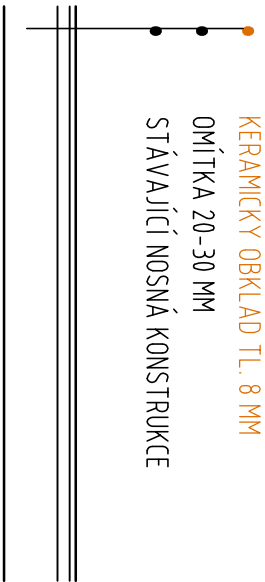 KERAMICKÝ OBKLAD TL. 8 MM
OMÍTKA 20-30 MM
STÁVAJÍCÍ NOSNÁ KONSTRUKCE